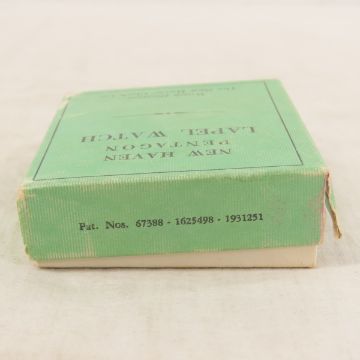 NEW HAVEN
PENTAGON
LAPEL WATCH
Pat. Nos. 67388 - 1625498 - 1931251